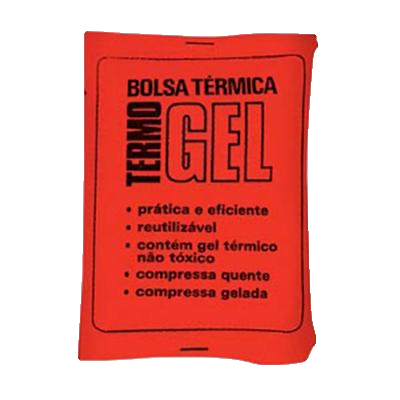 BOLSA TÉRMICA
TERMO
GEL
• prática e eficiente
• reutilizável
• contém gel térmico
não tóxico
• compressa quente
• compressa gelada